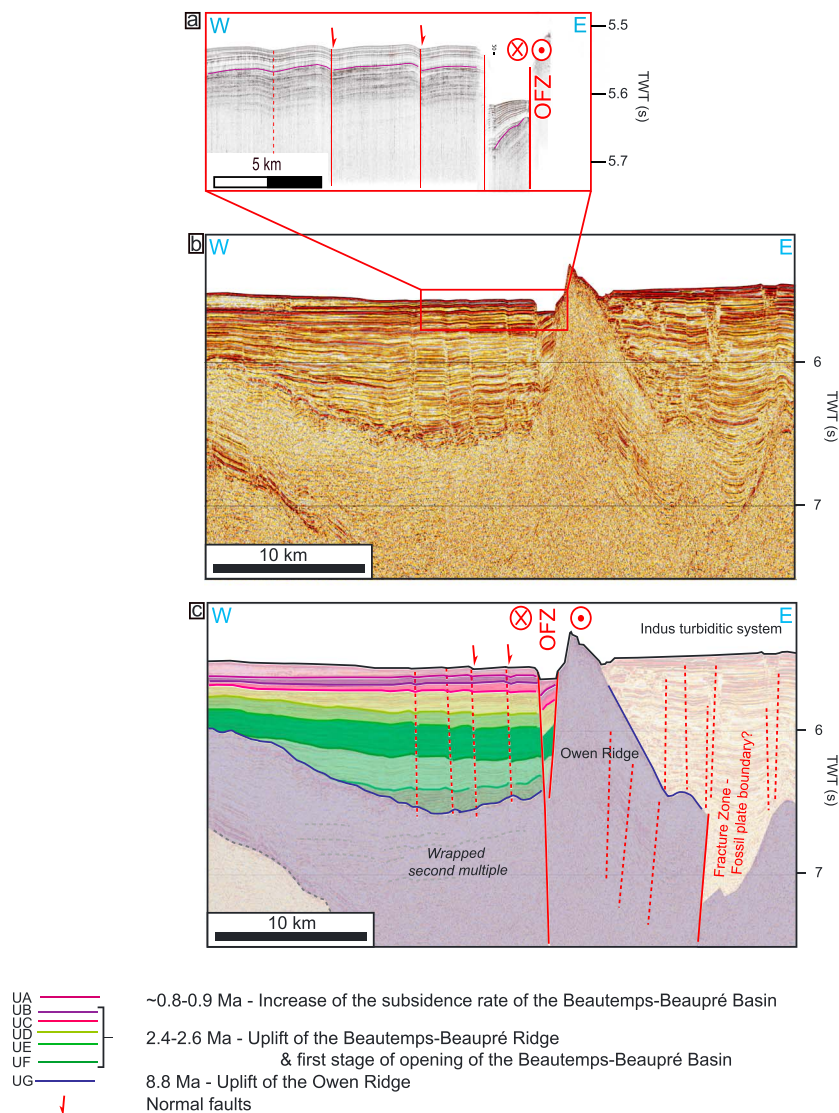 a
W
E
5.5
5.6
5.7
TWT (s)
OFZ
5 km
b
W
E
6
7
TWT (s)
10 km
c
W
E
OFZ
Indus turbiditic system
6
7
TWT (s)
Owen Ridge
Fracture Zone -
Fossil plate boundary?
Wrapped
second multiple
10 km
UA
~0.8-0.9 Ma - Increase of the subsidence rate of the Beautemps-Beaupré Basin
UB
UC
UD
2.4-2.6 Ma - Uplift of the Beautemps-Beaupré Ridge
UE
& first stage of opening of the Beautemps-Beaupré Basin
UF
UG
8.8 Ma - Uplift of the Owen Ridge
Normal faults